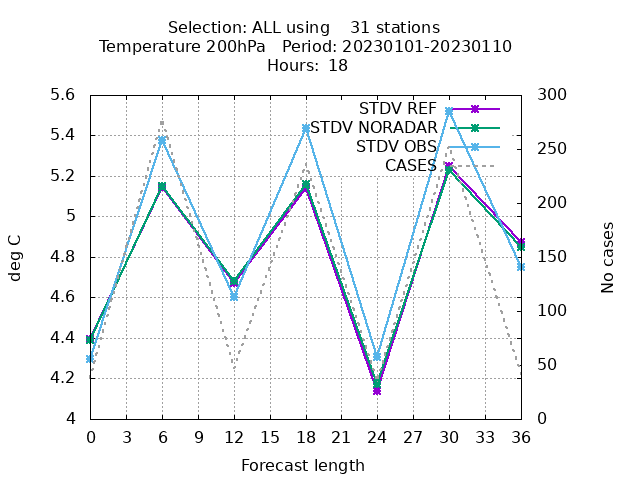 Selection: ALL using    31 stations
Temperature 200hPa   Period: 20230101-20230110
Hours: 18
5.6
5.4
5.2
5
4.8
4.6
4.4
4.2
4
deg C
300
250
200
150
100
50
0
No cases
STDV REF
STDV NORADAR
STDV OBS
CASES
0 3 6 9 12 15 18 21 24 27 30 33 36
Forecast length